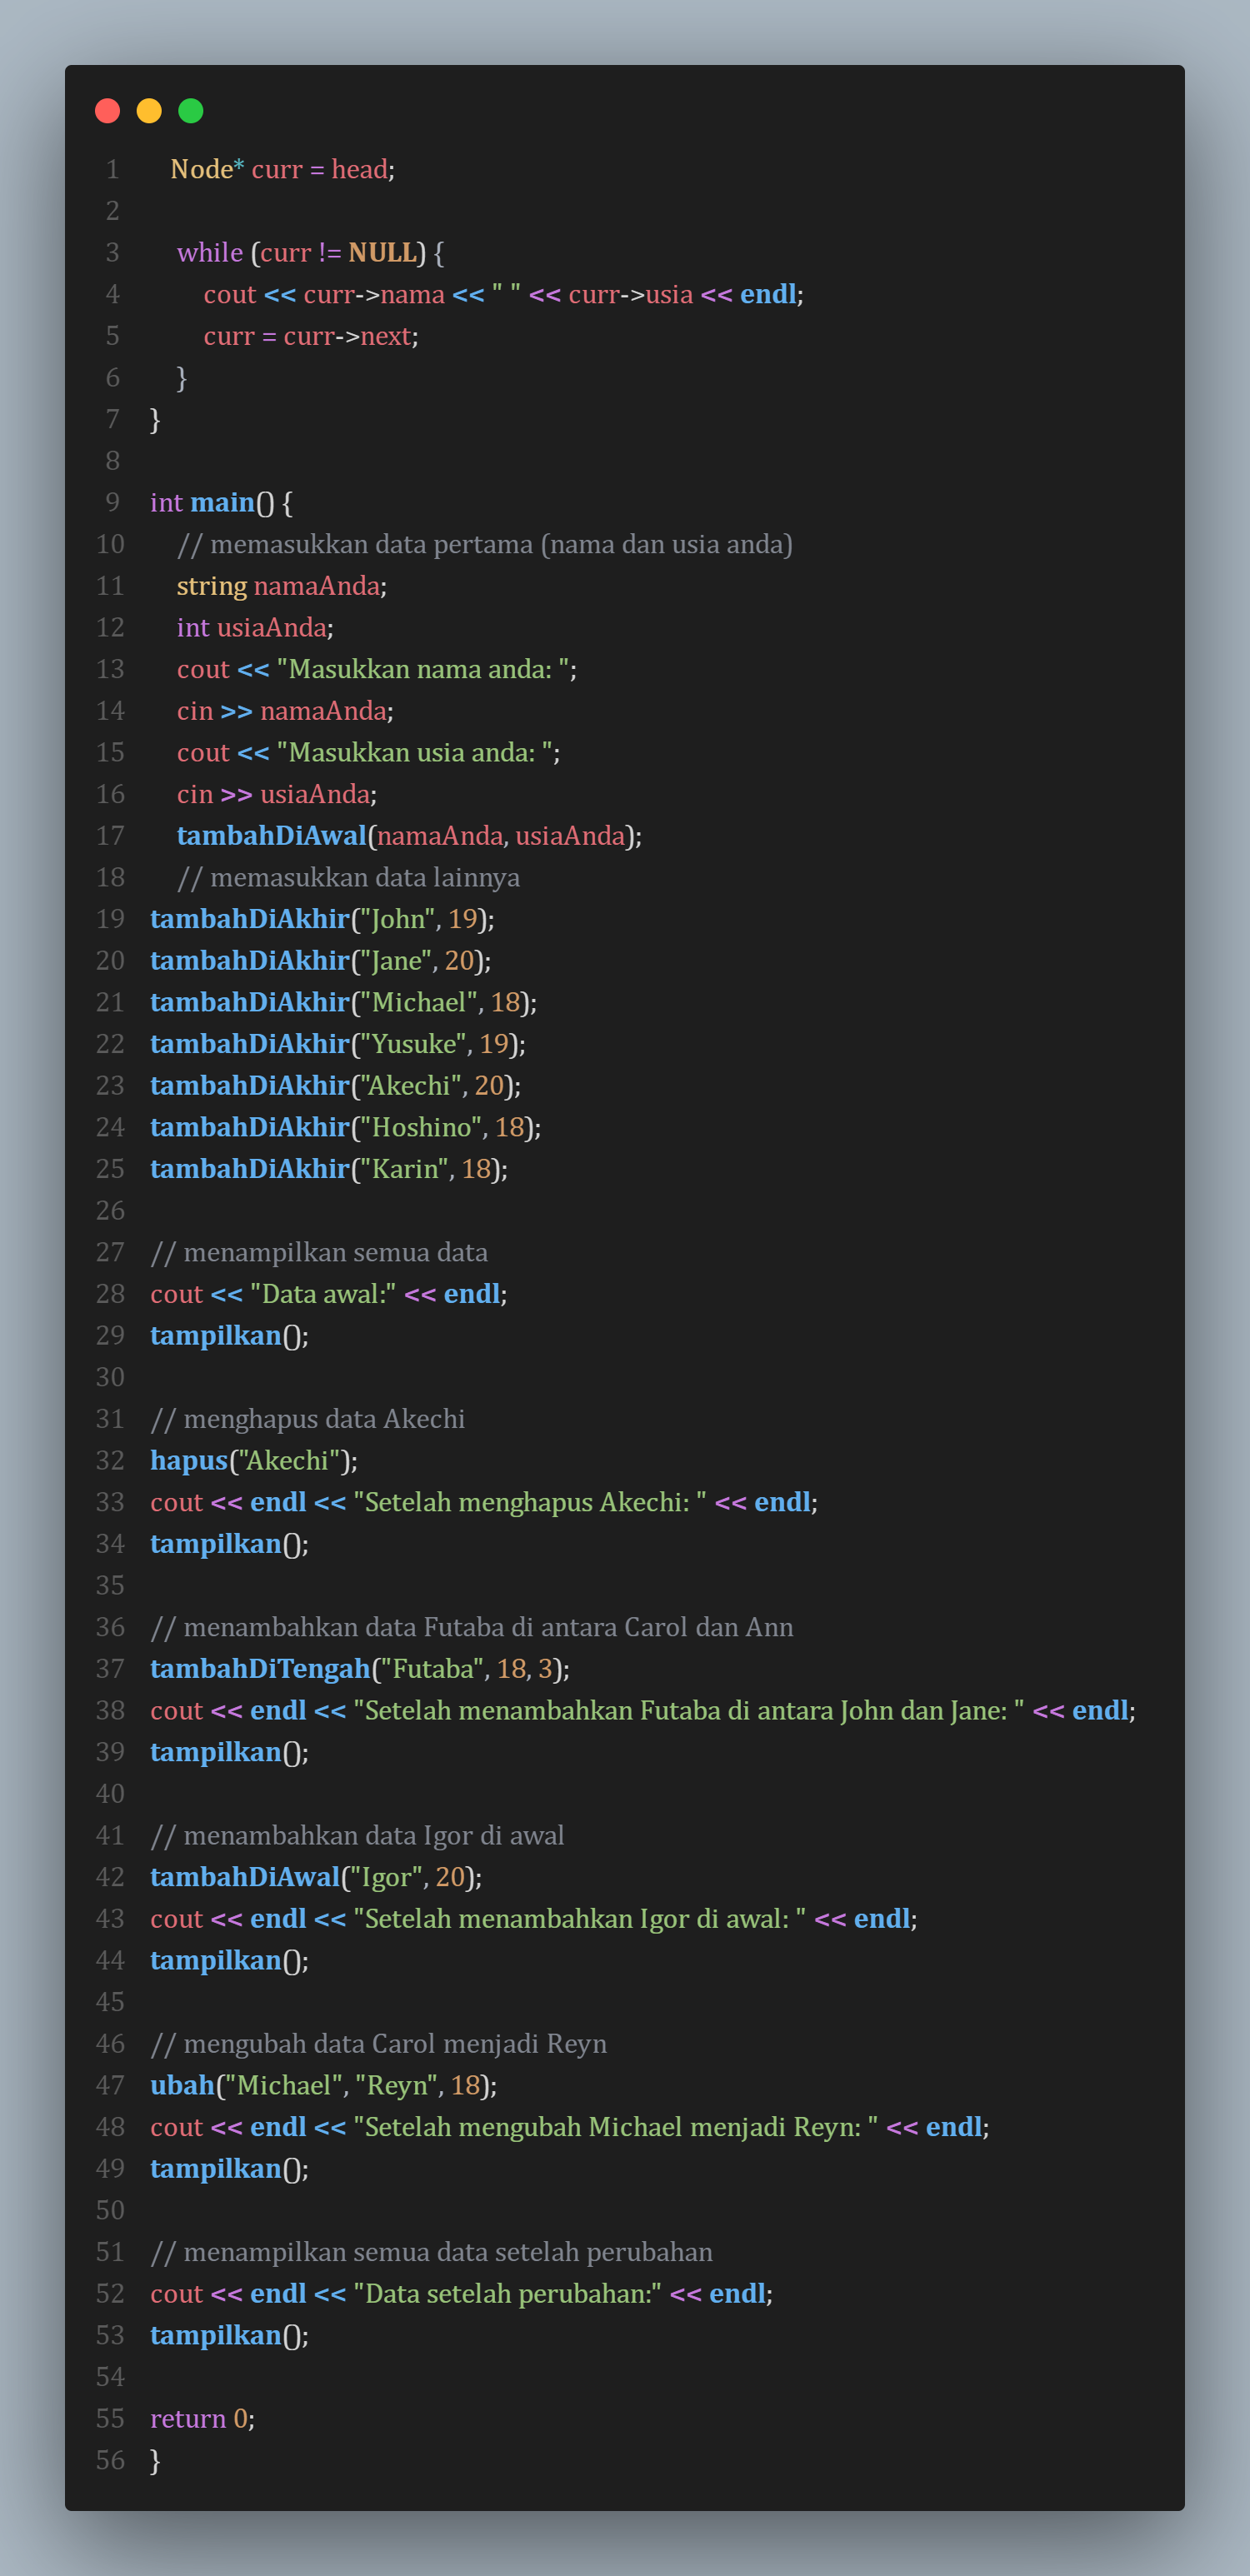 1 Node* curr = head;
2
3 while (curr != NULL) {
4 cout << curr->nama << " " << curr->usia << endl;
5 curr = curr->next;
6 }
7 }
8
9 int main() {
10 // memasukkan data pertama (nama dan usia anda)
11 string namaAnda;
12 int usiaAnda;
13 cout << "Masukkan nama anda: ";
14 cin >> namaAnda;
15 cout << "Masukkan usia anda: ";
16 cin >> usiaAnda;
17 tambahDiAwal(namaAnda, usiaAnda);
18 // memasukkan data lainnya
19 tambahDiAkhir("John", 19);
20 tambahDiAkhir("Jane", 20);
21 tambahDiAkhir("Michael", 18);
22 tambahDiAkhir("Yusuke", 19);
23 tambahDiAkhir("Akechi", 20);
24 tambahDiAkhir("Hoshino", 18);
25 tambahDiAkhir("Karin", 18);
26
27 // menampilkan semua data
28 cout << "Data awal:" << endl;
29 tampilkan();
30
31 // menghapus data Akechi
32 hapus("Akechi");
33 cout << endl << "Setelah menghapus Akechi: " << endl;
34 tampilkan();
35
36 // menambahkan data Futaba di antara Carol dan Ann
37 tambahDiTengah("Futaba", 18, 3);
38 cout << endl << "Setelah menambahkan Futaba di antara John dan Jane: " << endl;
39 tampilkan();
40
41 // menambahkan data Igor di awal
42 tambahDiAwal("Igor", 20);
43 cout << endl << "Setelah menambahkan Igor di awal: " << endl;
44 tampilkan();
45
46 // mengubah data Carol menjadi Reyn
47 ubah("Michael", "Reyn", 18);
48 cout << endl << "Setelah mengubah Michael menjadi Reyn: " << endl;
49 tampilkan();
50
51 // menampilkan semua data setelah perubahan
52 cout << endl << "Data setelah perubahan:" << endl;
53 tampilkan();
54
55 return 0;
56 }